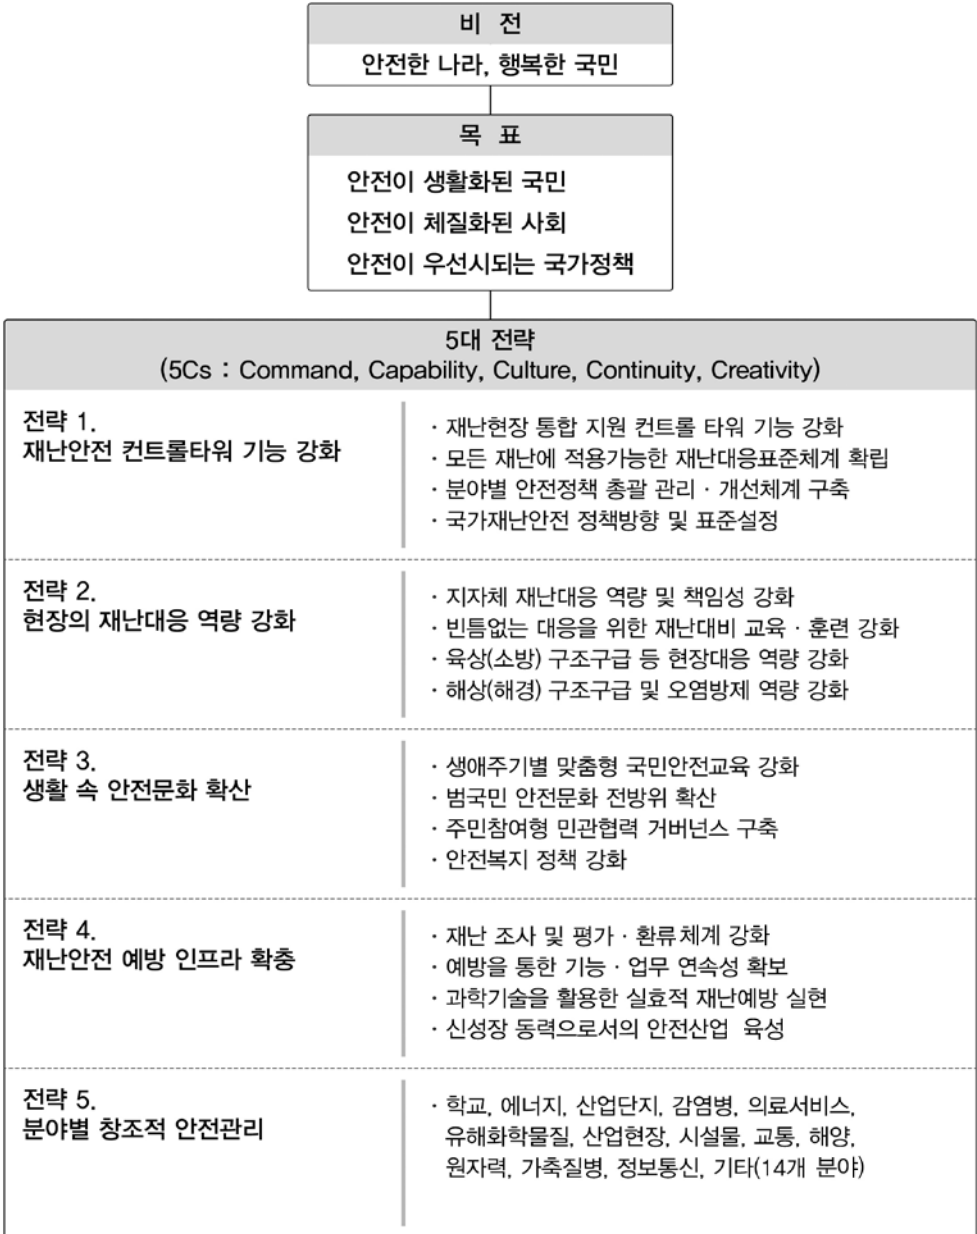 비 전
안전한 나라, 행복한 국민
목 표
안전이 생활화된 국민
안전이 체질화된 사회
안전이 우선시되는 국가정책
5대 전략
(5Cs : Command, Capability, Culture, Continuity, Creativity)
전략 1.
재난안전 컨트롤타워 기능 강화
· 재난현장 통합 지원 컨트롤 타워 기능 강화
· 모든 재난에 적용가능한 재난대응표준체계 확립
· 분야별 안전정책 총괄 관리 · 개선체계 구축
· 국가재난안전 정책방향 및 표준설정
전략 2.
현장의 재난대응 역량 강화
· 지자체 재난대응 역량 및 책임성 강화
· 빈틈없는 대응을 위한 재난대비 교육 · 훈련 강화
· 육상(소방) 구조구급 등 현장대응 역량 강화
· 해상(해경) 구조구급 및 오염방제 역량 강화
전략 3.
생활 속 안전문화 확산
· 생애주기별 맞춤형 국민안전교육 강화
· 범국민 안전문화 전방위 확산
· 주민참여형 민관협력 거버넌스 구축
· 안전복지 정책 강화
전략 4.
재난안전 예방 인프라 확충
· 재난 조사 및 평가 · 환류체계 강화
· 예방을 통한 기능 · 업무 연속성 확보
· 과학기술을 활용한 실효적 재난예방 실현
· 신성장 동력으로서의 안전산업 육성
전략 5.
분야별 창조적 안전관리
· 학교, 에너지, 산업단지, 감염병, 의료서비스,
유해화학물질, 산업현장, 시설물, 교통, 해양,
원자력, 가축질병, 정보통신, 기타(14개 분야)